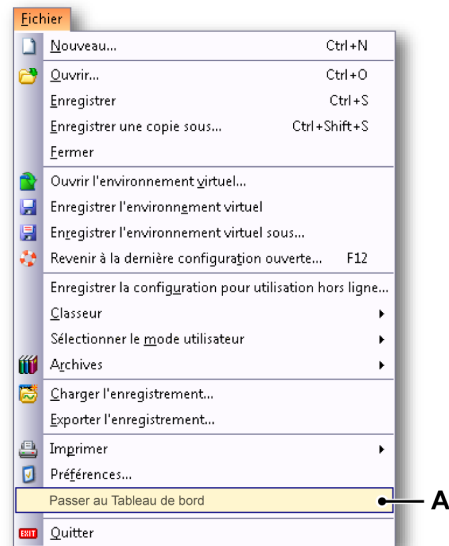 Fichier
Nouveau... Ctrl+N
Ouvrir... Ctrl+O
Enregistrer Ctrl+S
Enregistrer une copie sous... Ctrl+Shift+S
Fermer
Ouvrir l'environnement virtuel...
Enregistrer l'environnement virtuel
Enregistrer l'environnement virtuel sous...
Revenir à la dernière configuration ouverte... F12
Enregistrer la configuration pour utilisation hors ligne...
Classeur
Sélectionner le mode utilisateur
Archives
Charger l'enregistrement...
Exporter l'enregistrement...
Imprimer
Préférences...
Passer au Tableau de bord A
EXIT Quitter